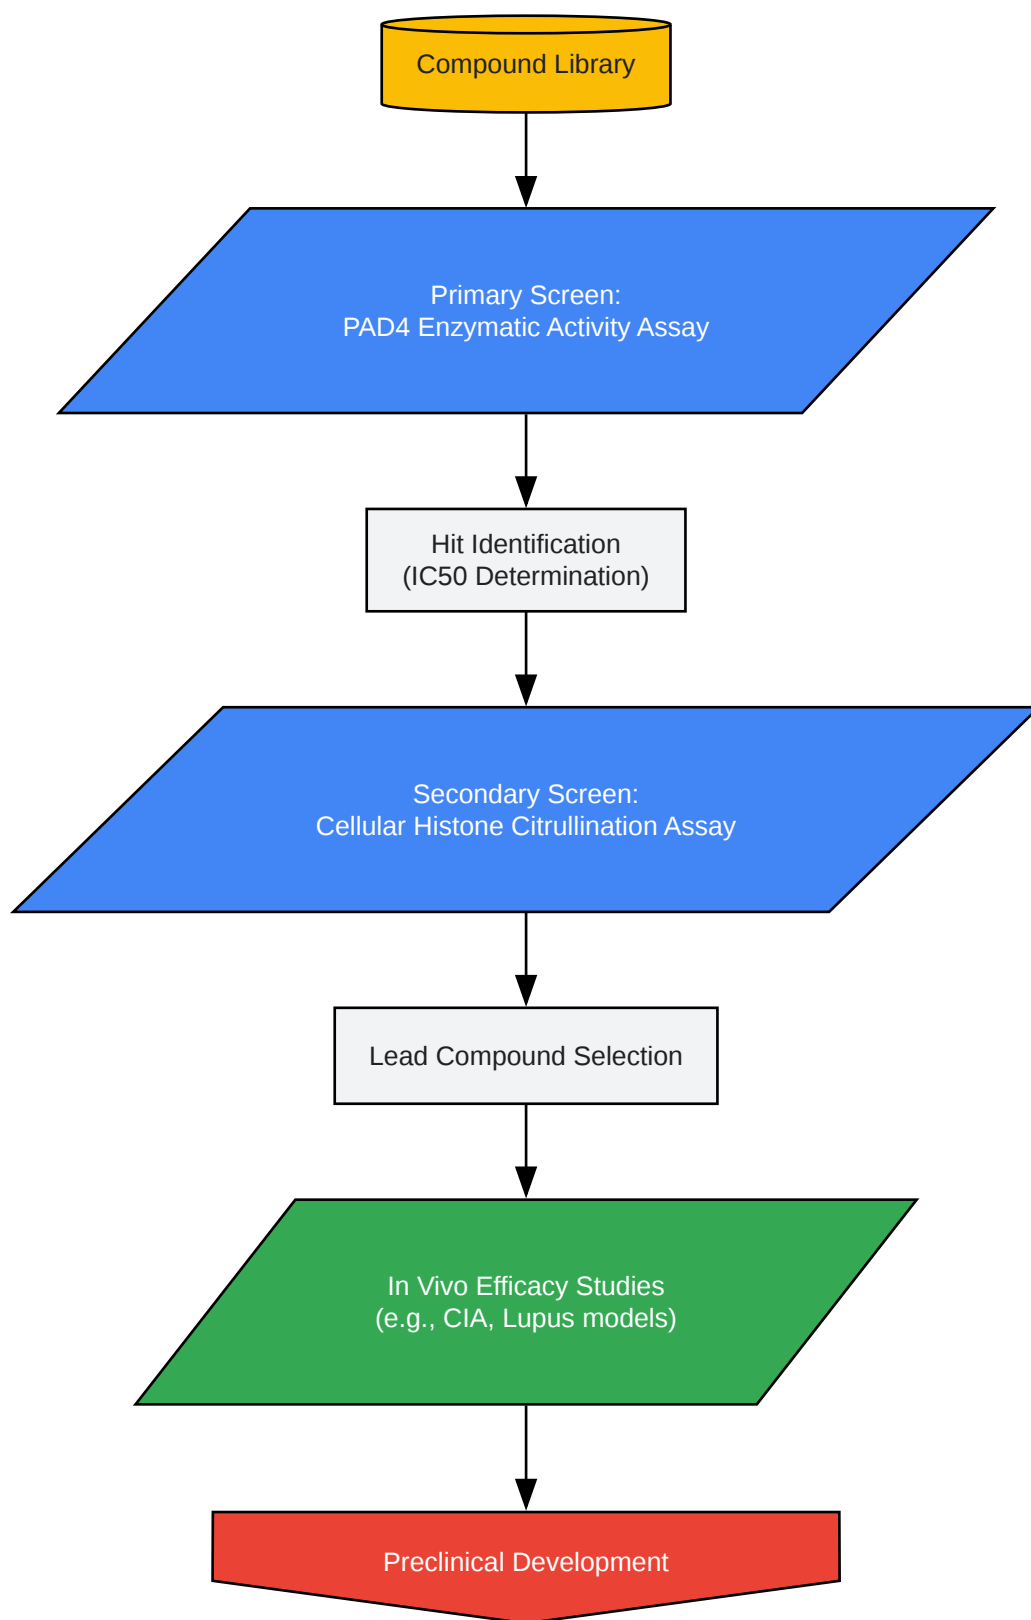 Compound Library
Primary Screen:
PAD4 Enzymatic Activity Assay
Hit Identification
(IC50 Determination)
Secondary Screen:
Cellular Histone Citrullination Assay
Lead Compound Selection
In Vivo Efficacy Studies
(e.g., CIA, Lupus models)
Preclinical Development